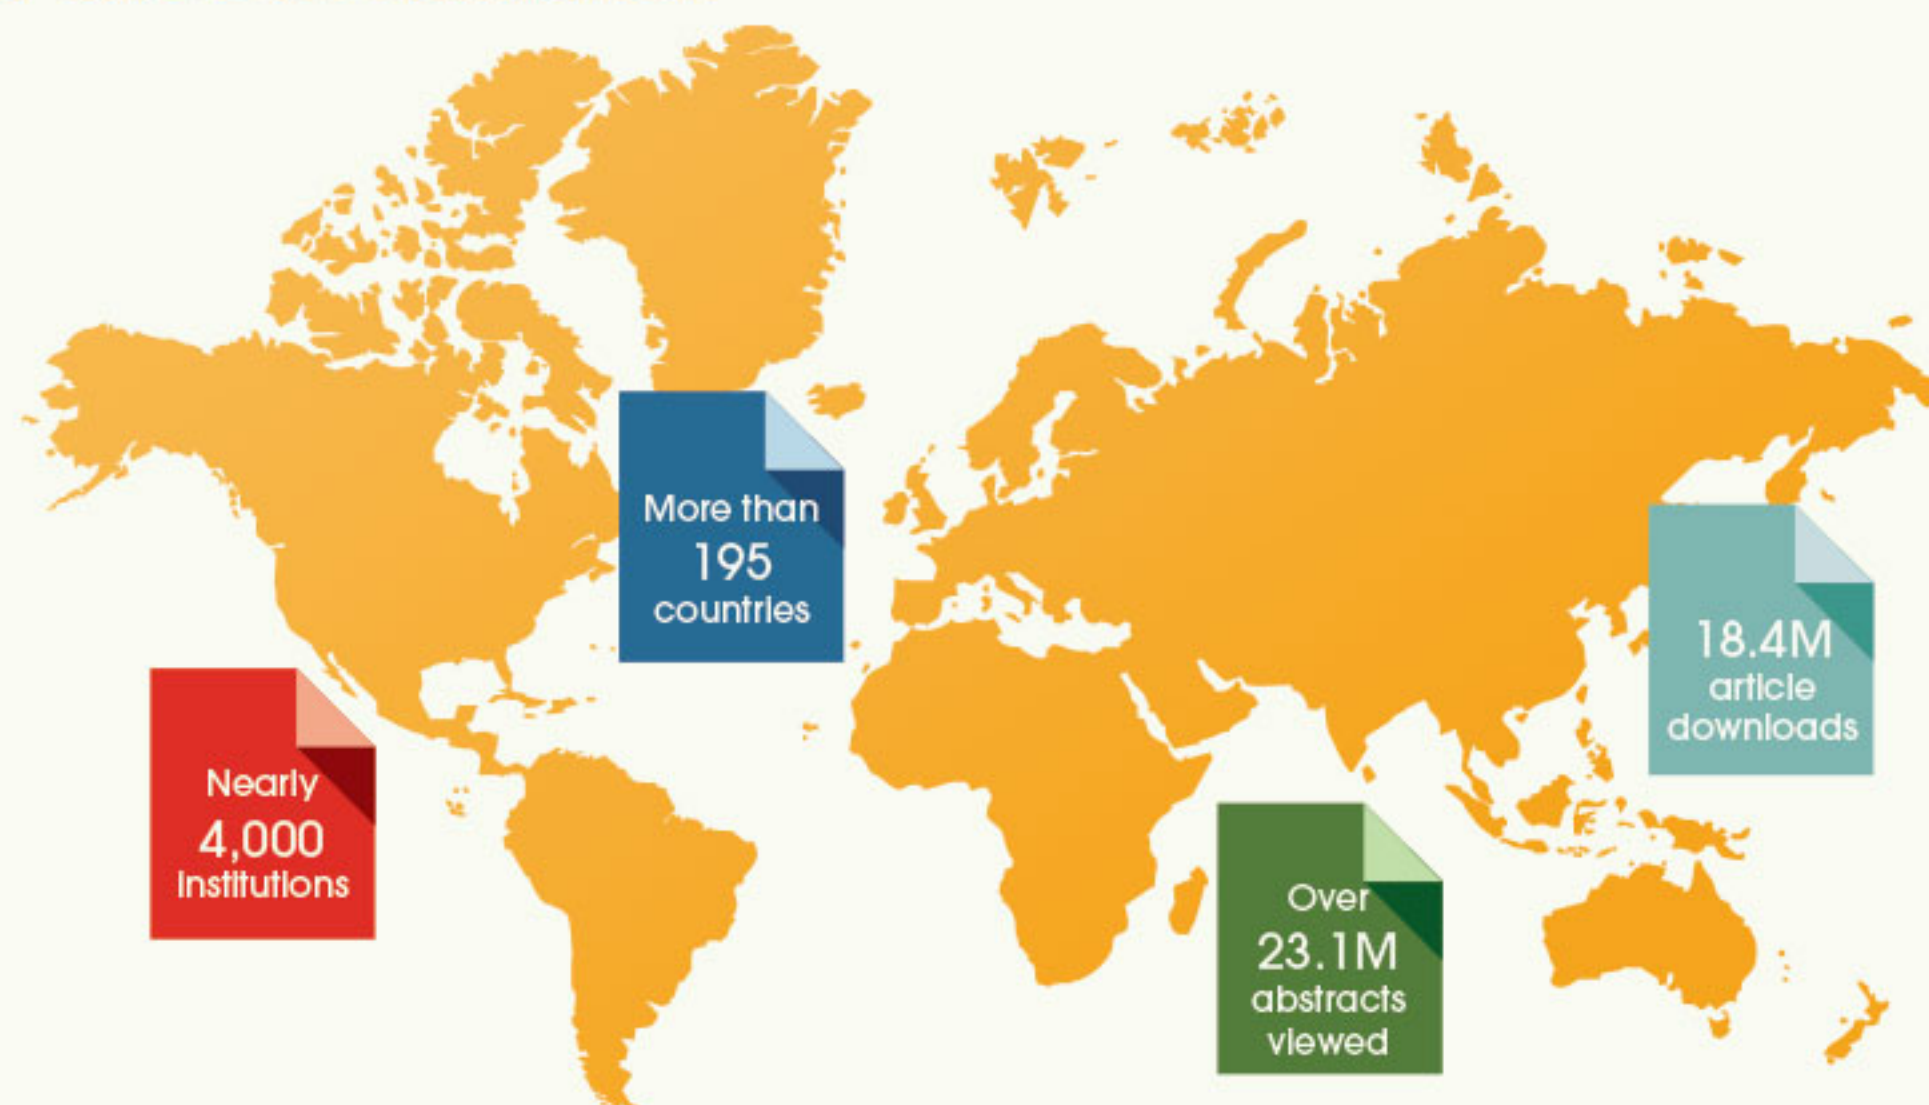 More than
195
countries
Nearly
4,000
institutions
18.4M
article
downloads
Over
23.1M
abstracts
viewed